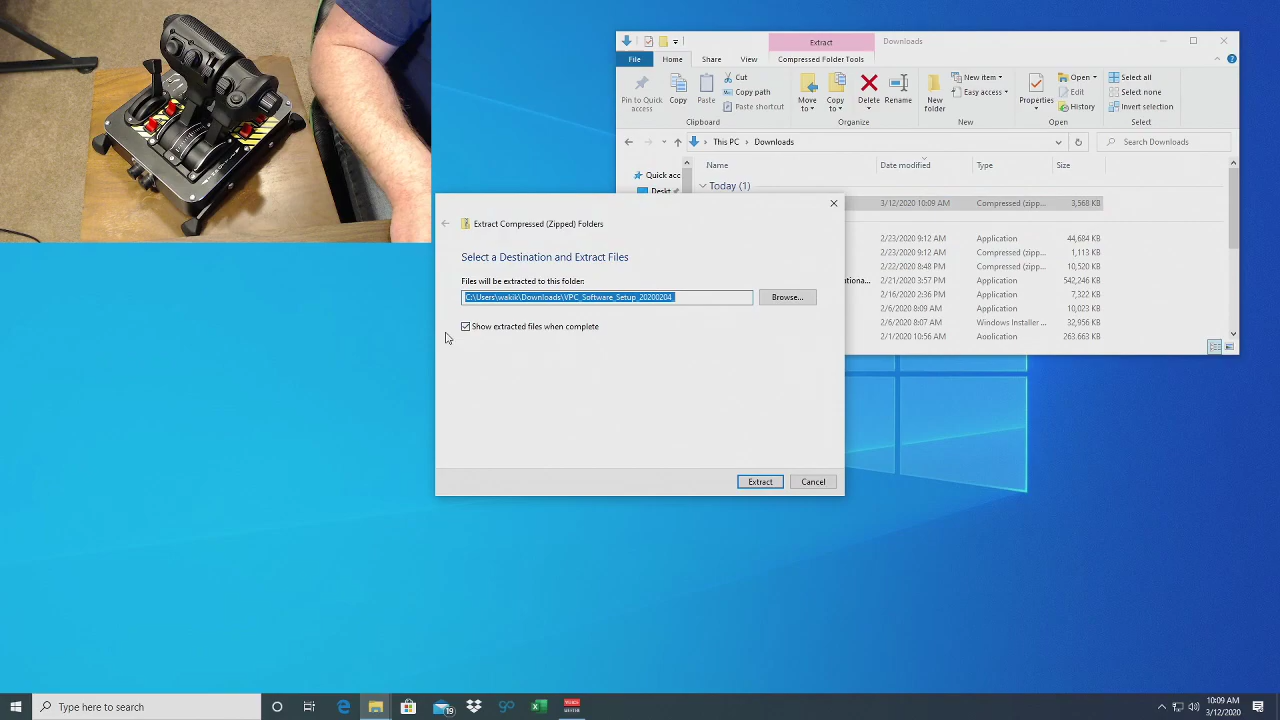 Extract
Downloads
File
Home
Share
View
Compressed Folder Tools
Pin to Quick access
Copy
Paste
Cut
Copy path
Paste shortcut
Clipboard
Move to
Copy to
Delete
Rename
Organize
New folder
New item
Easy access
New
Properties
Open
Edit
History
Open
Select all
Select none
Invert selection
Select
This PC
Downloads
Search Downloads
Quick acc
Deskt
Name
Date modified
Type
Size
Today (1)
3/12/2020 10:09 AM Compressed (zipp... 3,568 KB
2/23/2020 9:12 AM Application 44,684 KB
2/23/2020 9:12 AM Compressed (zipp... 1,113 KB
2/22/2020 8:48 PM Compressed (zipp... 10,520 KB
ationa... 2/21/2020 5:37 PM Application 542,246 KB
2/16/2020 2:36 PM Application 7,322 KB
2/6/2020 8:09 AM Application 10,023 KB
2/6/2020 8:07 AM Windows Installer ... 32,956 KB
2/1/2020 10:56 AM Application 263,663 KB
Extract Compressed (Zipped) Folders
Select a Destination and Extract Files
Files will be extracted to this folder:
C:\Users\wakik\Downloads\VPC_Software_Setup_20200204
Browse...
Show extracted files when complete
Extract
Cancel
Type here to search
19
10:09 AM
3/12/2020